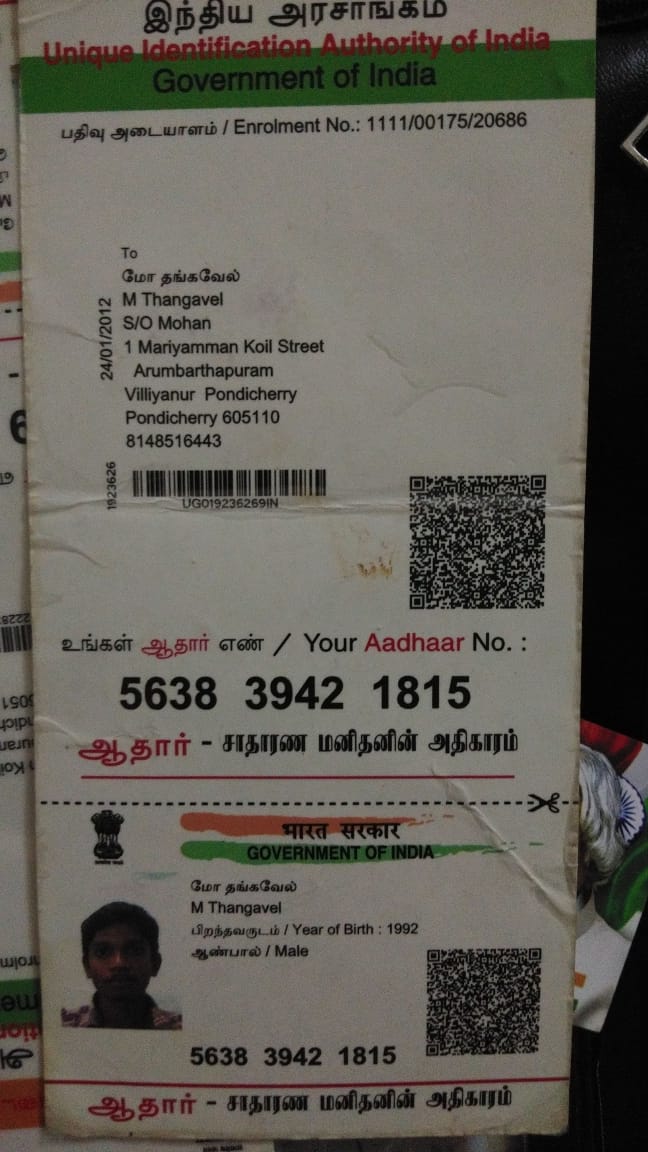 இந்திய அரசாங்கம்
Unique Identification Authority of India
Government of India
பதிவு அடையாளம் / Enrolment No.: 1111/00175/20686
To
மோ தங்கவேல்
M Thangavel
S/O Mohan
1 Mariyamman Koil Street
Arumbarthapuram
Villiyanur Pondicherry
Pondicherry 605110
8148516443
24/01/2012
1923626
UG019236269IN
உங்கள் ஆதார் எண் / Your Aadhaar No. :
5638 3942 1815
ஆதார் - சாதாரண மனிதனின் அதிகாரம்
भारत सरकार
GOVERNMENT OF INDIA
மோ தங்கவேல்
M Thangavel
பிறந்தவருடம் / Year of Birth : 1992
ஆண்பால் / Male
5638 3942 1815
ஆதார் - சாதாரண மனிதனின் அதிகாரம்